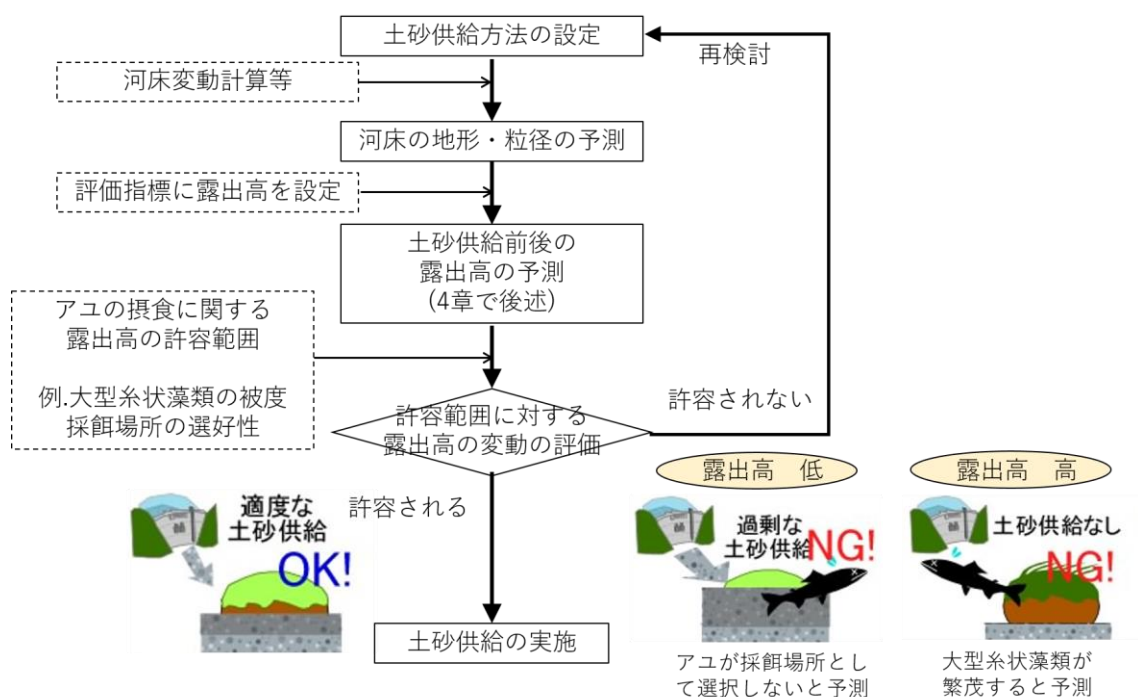 土砂供給方法の設定
再検討
河床変動計算等
河床の地形・粒径の予測
評価指標に露出高を設定
土砂供給前後の
露出高の予測
(4章で後述)
アユの摂食に関する
露出高の許容範囲
例.大型糸状藻類の被度
採餌場所の選好性
許容範囲に対する
露出高の変動の評価
許容されない
許容される
露出高 低
露出高 高
適度な
土砂供給
OK!
過剰な
土砂供給
NG!
土砂供給なし
NG!
土砂供給の実施
アユが採餌場所とし
て選択しないと予測
大型糸状藻類が
繁茂すると予測